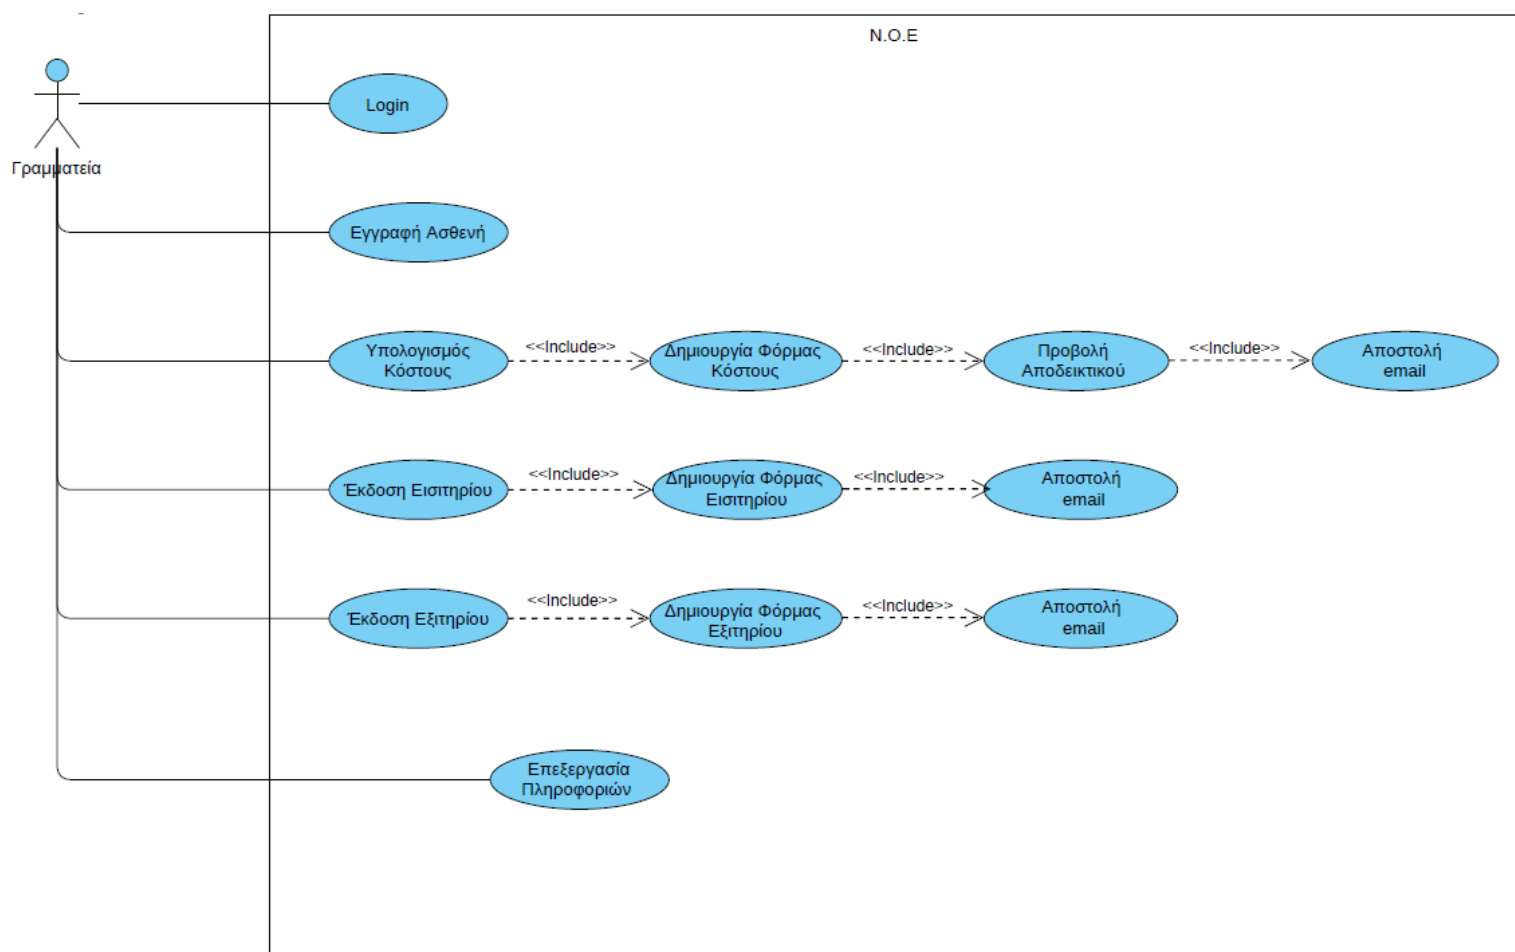 N.O.E
Login
Γραμματεία
Εγγραφή Ασθενή
Υπολογισμός
Κόστους
<<Include>>
Δημιουργία Φόρμας
Κόστους
<<Include>>
Προβολή
Αποδεικτικού
<<Include>>
Αποστολή
email
Έκδοση Εισιτηρίου
<<Include>>
Δημιουργία Φόρμας
Εισιτηρίου
<<Include>>
Αποστολή
email
Έκδοση Εξιτηρίου
<<Include>>
Δημιουργία Φόρμας
Εξιτηρίου
<<Include>>
Αποστολή
email
Επεξεργασία
Πληροφοριών